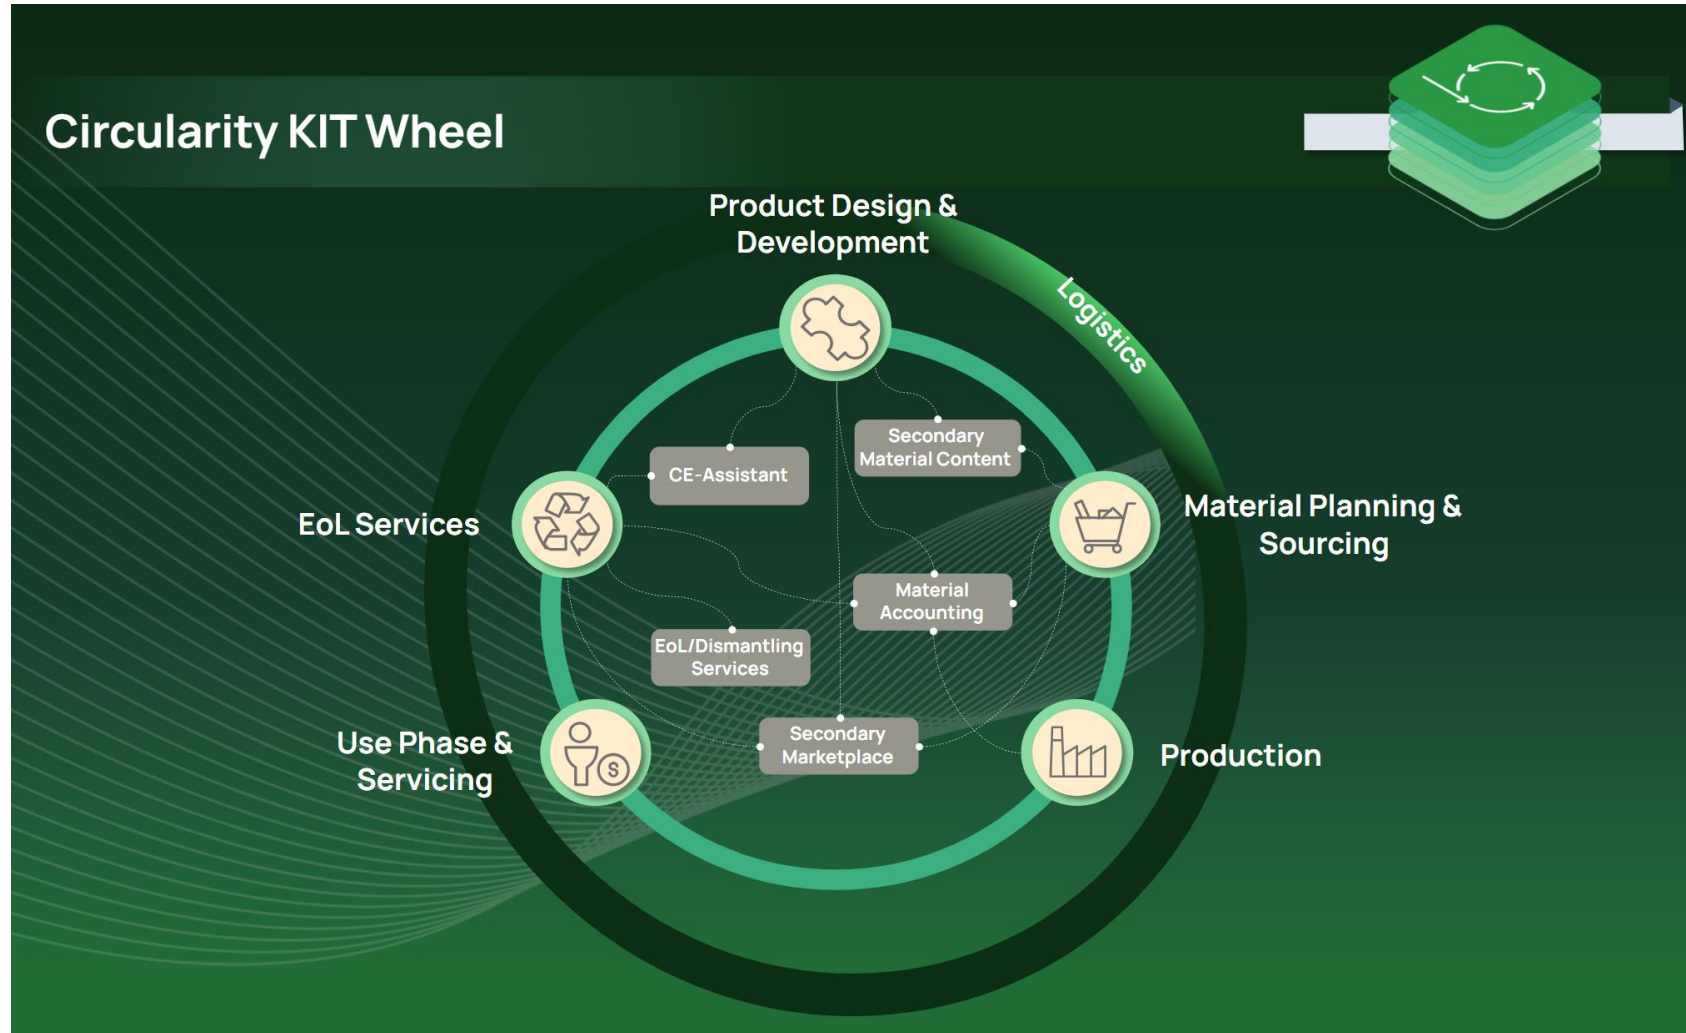 Circularity KIT Wheel
Product Design &
Development
Logistics
Secondary
Material Content
CE-Assistant
EoL Services
Material Planning &
Sourcing
Material
Accounting
EoL/Dismantling
Services
Secondary
Marketplace
Use Phase &
Servicing
S
Production